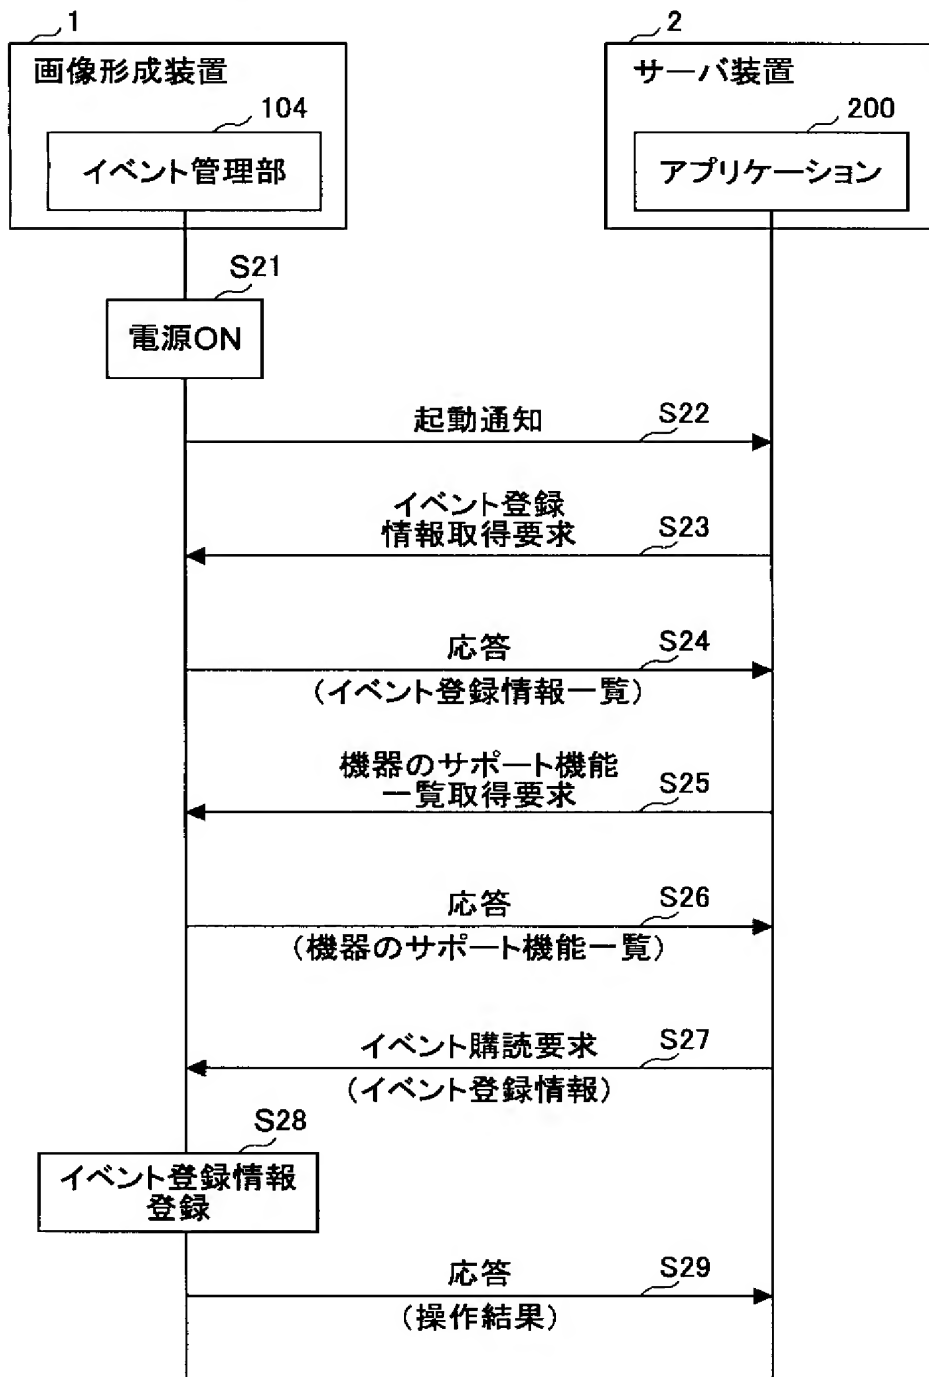 1
画像形成装置
104
イベント管理部
2
サーバ装置
200
アプリケーション
S21
電源ON
起動通知
S22
イベント登録
情報取得要求
S23
応答
S24
(イベント登録情報一覧)
機器のサポート機能
一覧取得要求
S25
応答
S26
(機器のサポート機能一覧)
イベント購読要求
S27
(イベント登録情報)
S28
イベント登録情報
登録
応答
S29
(操作結果)